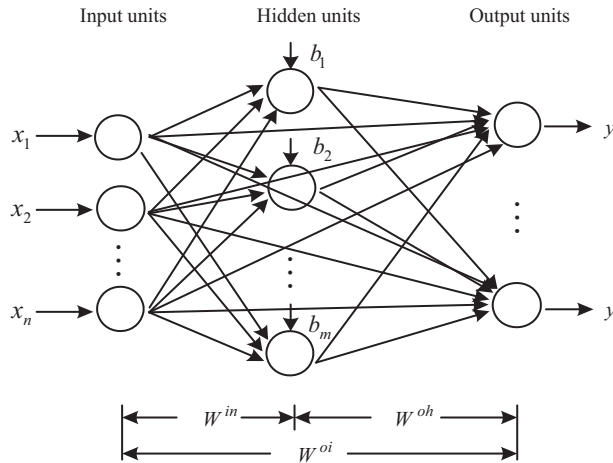 Input units Hidden units Output units
b1
x1 y
b2
x2
xn y
bm
W^in W^oh
W^oi